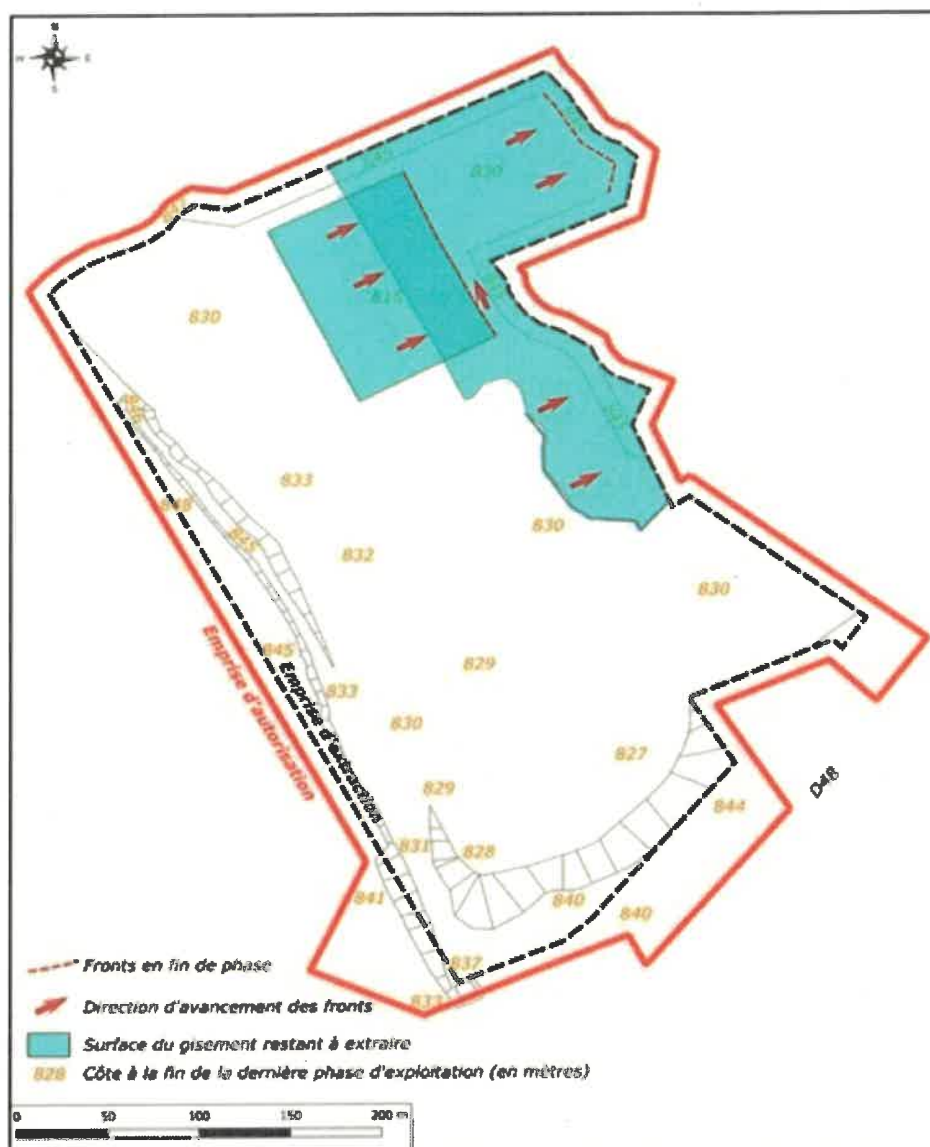 N
W
E
S
830
830
833
848
845
832
830
830
845
829
833
830
827
829
844
831
828
841
840
840
837
Emprise d'autorisation
Emprise d'extraction
D48
Fronts en fin de phase
Direction d'avancement des fronts
Surface du gisement restant à extraire
828 Côte à la fin de la dernière phase d'exploitation (en mètres)
0 50 100 150 200 m